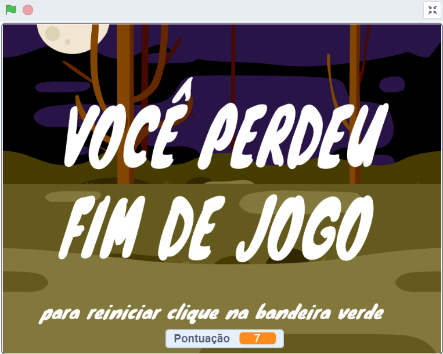 VOCÊ PERDEU
FIM DE JOGO
para reiniciar clique na bandeira verde
Pontuação 7